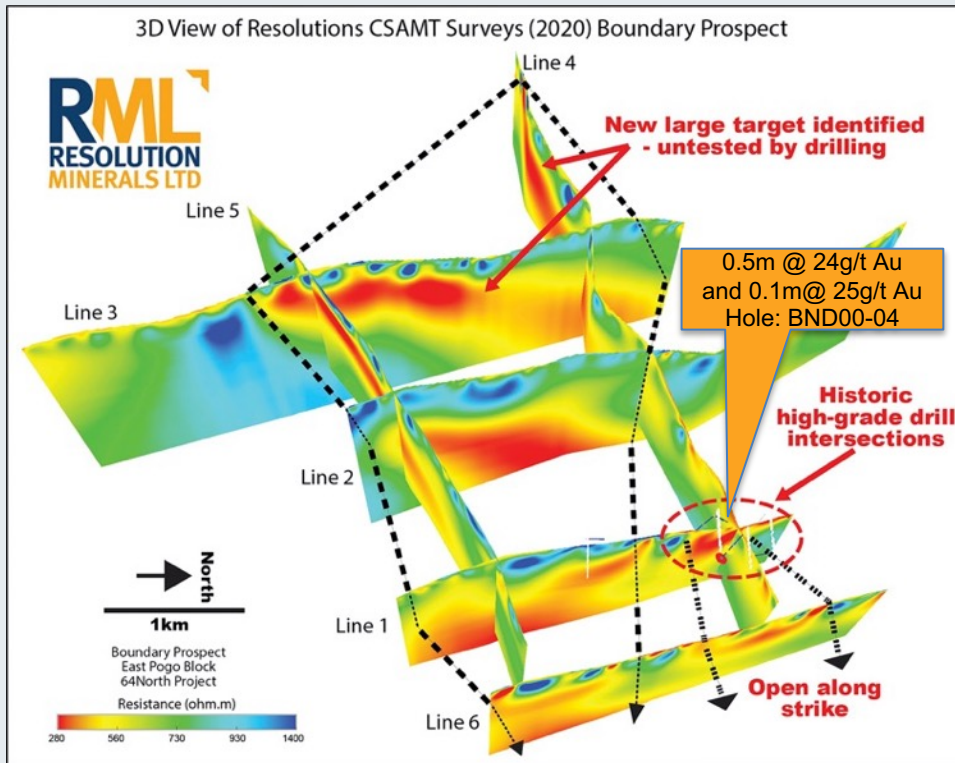 3D View of Resolutions CSAMT Surveys (2020) Boundary Prospect
Line 4
RML
RESOLUTION
MINERALS LTD
New large target identified
- untested by drilling
Line 5
0.5m @ 24g/t Au
and 0.1m@ 25g/t Au
Hole: BND00-04
Line 3
Historic
high-grade drill
intersections
Line 2
North
1km
Line 1
Boundary Prospect
East Pogo Block
64North Project
Open along
strike
Resistance (ohm.m)
Line 6
280 560 730 930 1400